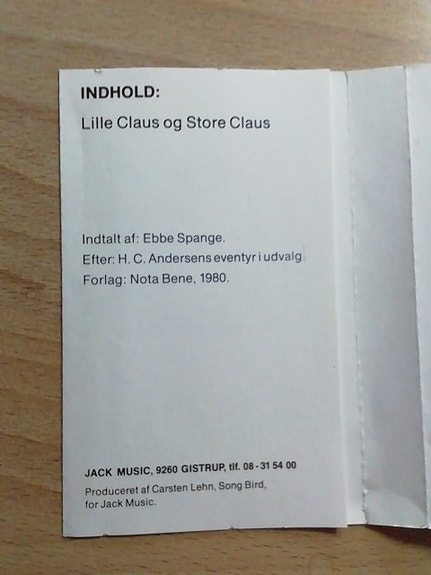 INDHOLD:
Lille Claus og Store Claus
Indtalt af: Ebbe Spange.
Efter: H. C. Andersens eventyr i udvalg.
Forlag: Nota Bene, 1980.
JACK MUSIC, 9260 GISTRUP, tlf. 08-31 54 00
Produceret af Carsten Lehn, Song Bird,
for Jack Music.